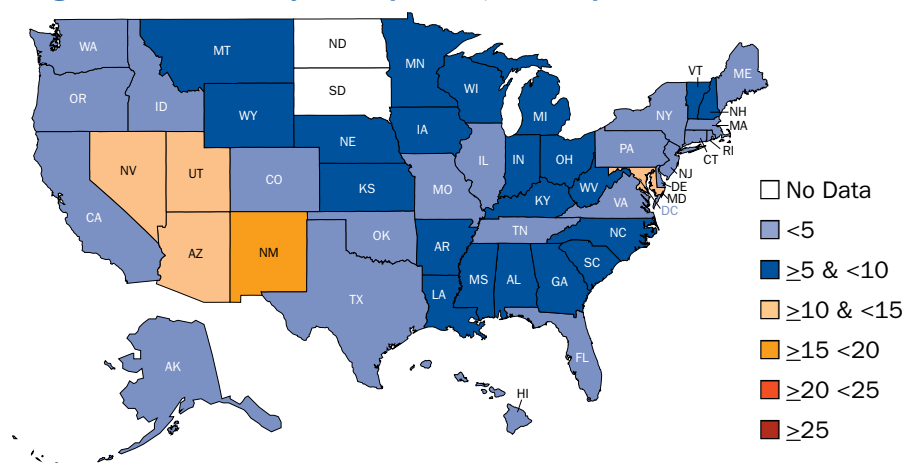 WA
MT
ND
MN
VT
ME
OR
ID
SD
WI
MI
NY
NH
MA
WY
IA
NE
PA
RI
CT
NV
UT
CO
IL
IN
OH
NJ
DE
MD
DC
CA
KS
MO
KY
WV
VA
AZ
NM
OK
AR
TN
NC
SC
TX
LA
MS
AL
GA
FL
AK
HI
No Data
<5
≥5 & <10
≥10 & <15
≥15 <20
≥20 <25
≥25